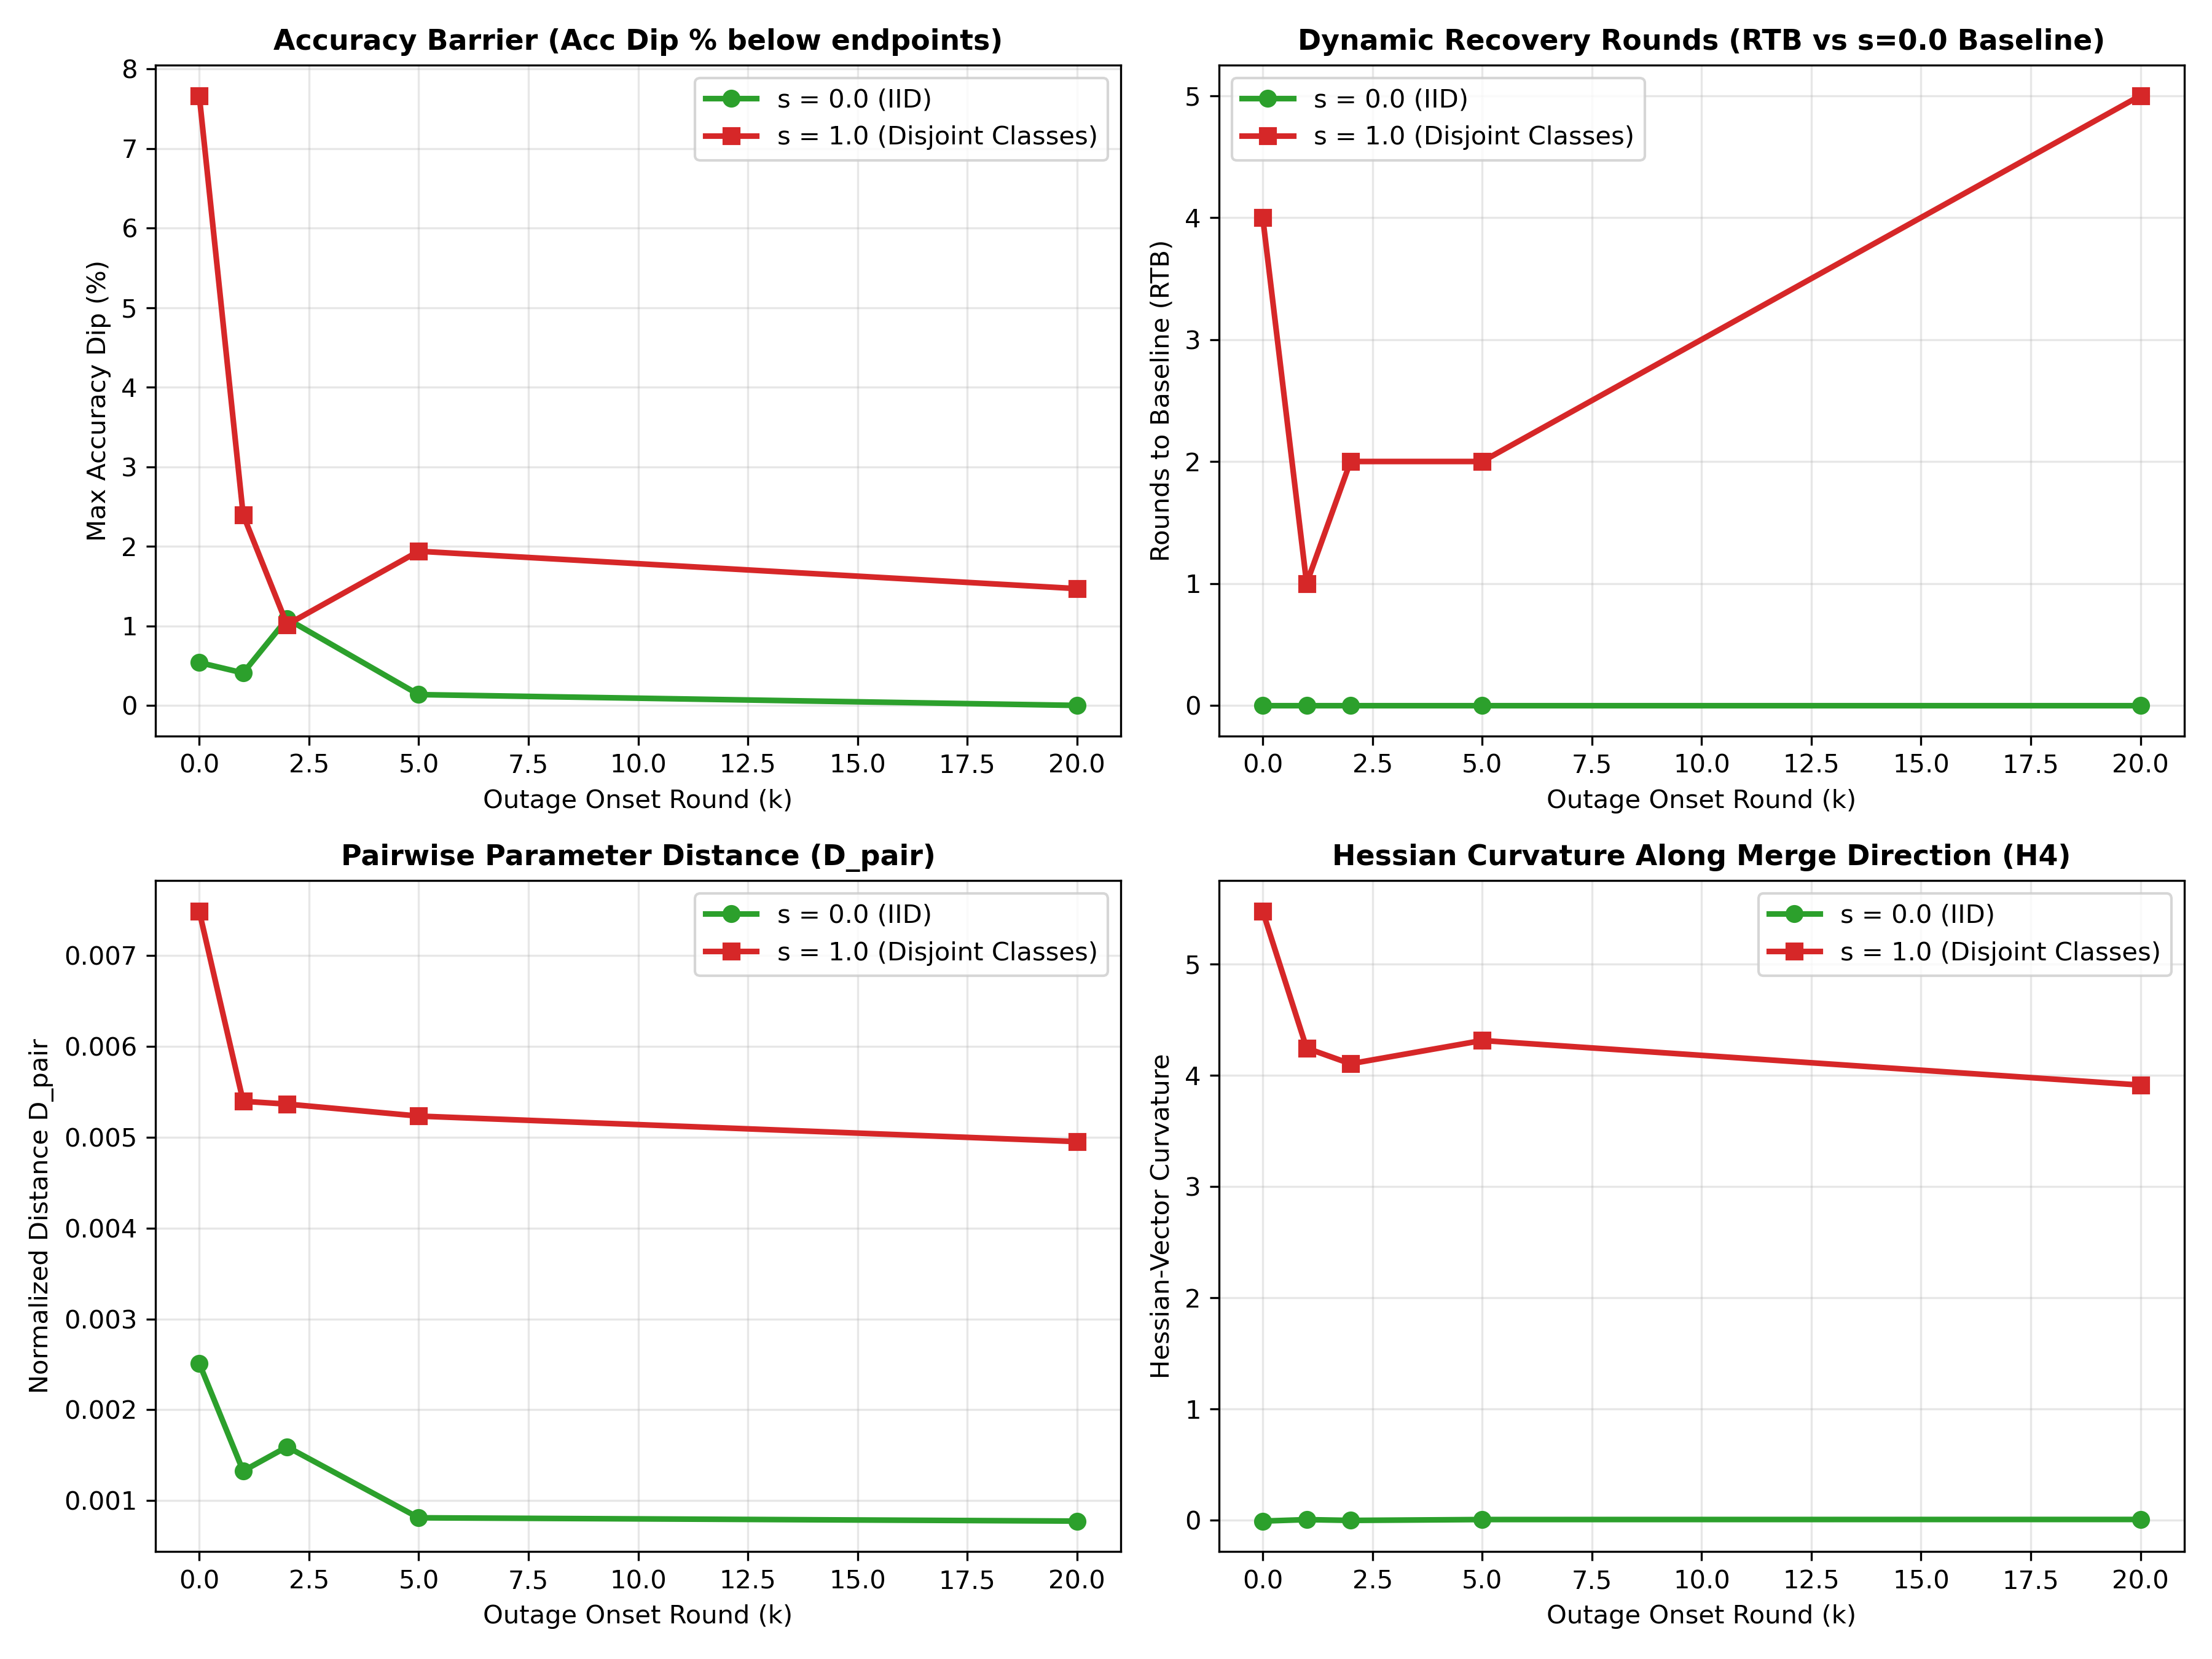 Accuracy Barrier (Acc Dip % below endpoints)
Max Accuracy Dip (%)
8
7
6
5
4
3
2
1
0
s = 0.0 (IID)
s = 1.0 (Disjoint Classes)
0.0 2.5 5.0 7.5 10.0 12.5 15.0 17.5 20.0
Outage Onset Round (k)
Dynamic Recovery Rounds (RTB vs s=0.0 Baseline)
Rounds to Baseline (RTB)
5
4
3
2
1
0
s = 0.0 (IID)
s = 1.0 (Disjoint Classes)
0.0 2.5 5.0 7.5 10.0 12.5 15.0 17.5 20.0
Outage Onset Round (k)
Pairwise Parameter Distance (D_pair)
Normalized Distance D_pair
0.007
0.006
0.005
0.004
0.003
0.002
0.001
s = 0.0 (IID)
s = 1.0 (Disjoint Classes)
0.0 2.5 5.0 7.5 10.0 12.5 15.0 17.5 20.0
Outage Onset Round (k)
Hessian Curvature Along Merge Direction (H4)
Hessian-Vector Curvature
5
4
3
2
1
0
s = 0.0 (IID)
s = 1.0 (Disjoint Classes)
0.0 2.5 5.0 7.5 10.0 12.5 15.0 17.5 20.0
Outage Onset Round (k)